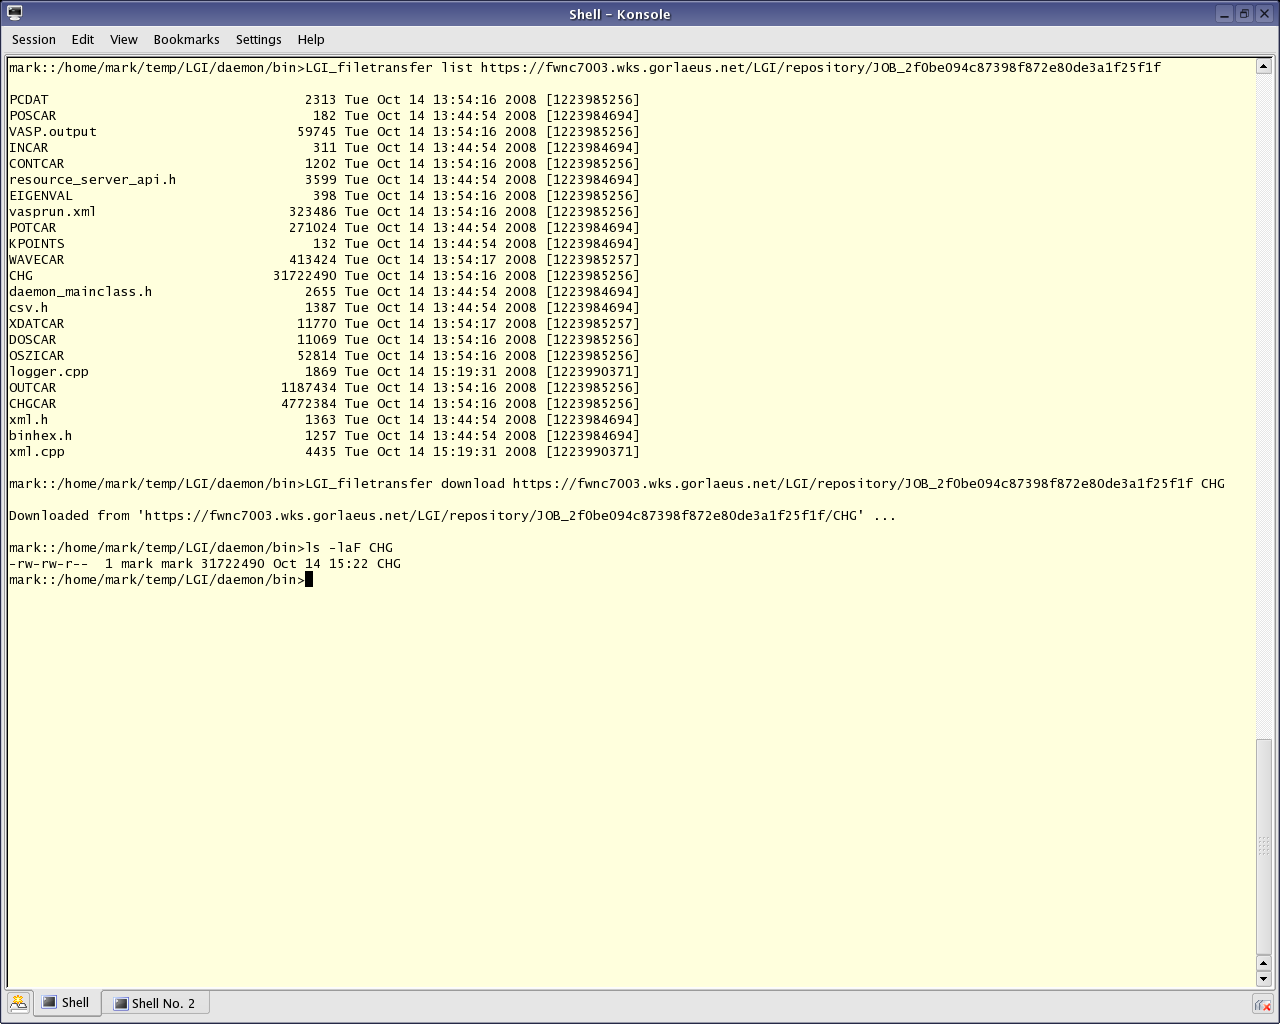 Shell - Konsole
Session Edit View Bookmarks Settings Help
mark::/home/mark/temp/LGI/daemon/bin>LGI_filetransfer list https://fwnc7003.wks.gorlaeus.net/LGI/repository/JOB_2f0be094c87398f872e80de3a1f25f1f
PCDAT 2313 Tue Oct 14 13:54:16 2008 [1223985256]
POSCAR 182 Tue Oct 14 13:44:54 2008 [1223984694]
VASP.output 59745 Tue Oct 14 13:54:16 2008 [1223985256]
INCAR 311 Tue Oct 14 13:44:54 2008 [1223984694]
CONTCAR 1202 Tue Oct 14 13:54:16 2008 [1223985256]
resource_server_api.h 3599 Tue Oct 14 13:44:54 2008 [1223984694]
EIGENVAL 398 Tue Oct 14 13:54:16 2008 [1223985256]
vasprun.xml 323486 Tue Oct 14 13:54:16 2008 [1223985256]
POTCAR 271024 Tue Oct 14 13:44:54 2008 [1223984694]
KPOINTS 132 Tue Oct 14 13:44:54 2008 [1223984694]
WAVECAR 413424 Tue Oct 14 13:54:17 2008 [1223985257]
CHG 31722490 Tue Oct 14 13:54:16 2008 [1223985256]
daemon_mainclass.h 2655 Tue Oct 14 13:44:54 2008 [1223984694]
csv.h 1387 Tue Oct 14 13:44:54 2008 [1223984694]
XDATCAR 11770 Tue Oct 14 13:54:17 2008 [1223985257]
DOSCAR 11069 Tue Oct 14 13:54:16 2008 [1223985256]
OSZICAR 52814 Tue Oct 14 13:54:16 2008 [1223985256]
logger.cpp 1869 Tue Oct 14 15:19:31 2008 [1223990371]
OUTCAR 1187434 Tue Oct 14 13:54:16 2008 [1223985256]
CHGCAR 4772384 Tue Oct 14 13:54:16 2008 [1223985256]
xml.h 1363 Tue Oct 14 13:44:54 2008 [1223984694]
binhex.h 1257 Tue Oct 14 13:44:54 2008 [1223984694]
xml.cpp 4435 Tue Oct 14 15:19:31 2008 [1223990371]
mark::/home/mark/temp/LGI/daemon/bin>LGI_filetransfer download https://fwnc7003.wks.gorlaeus.net/LGI/repository/JOB_2f0be094c87398f872e80de3a1f25f1f CHG
Downloaded from 'https://fwnc7003.wks.gorlaeus.net/LGI/repository/JOB_2f0be094c87398f872e80de3a1f25f1f/CHG' ...
mark::/home/mark/temp/LGI/daemon/bin>ls -laF CHG
-rw-rw-r-- 1 mark mark 31722490 Oct 14 15:22 CHG
mark::/home/mark/temp/LGI/daemon/bin>
Shell Shell No. 2